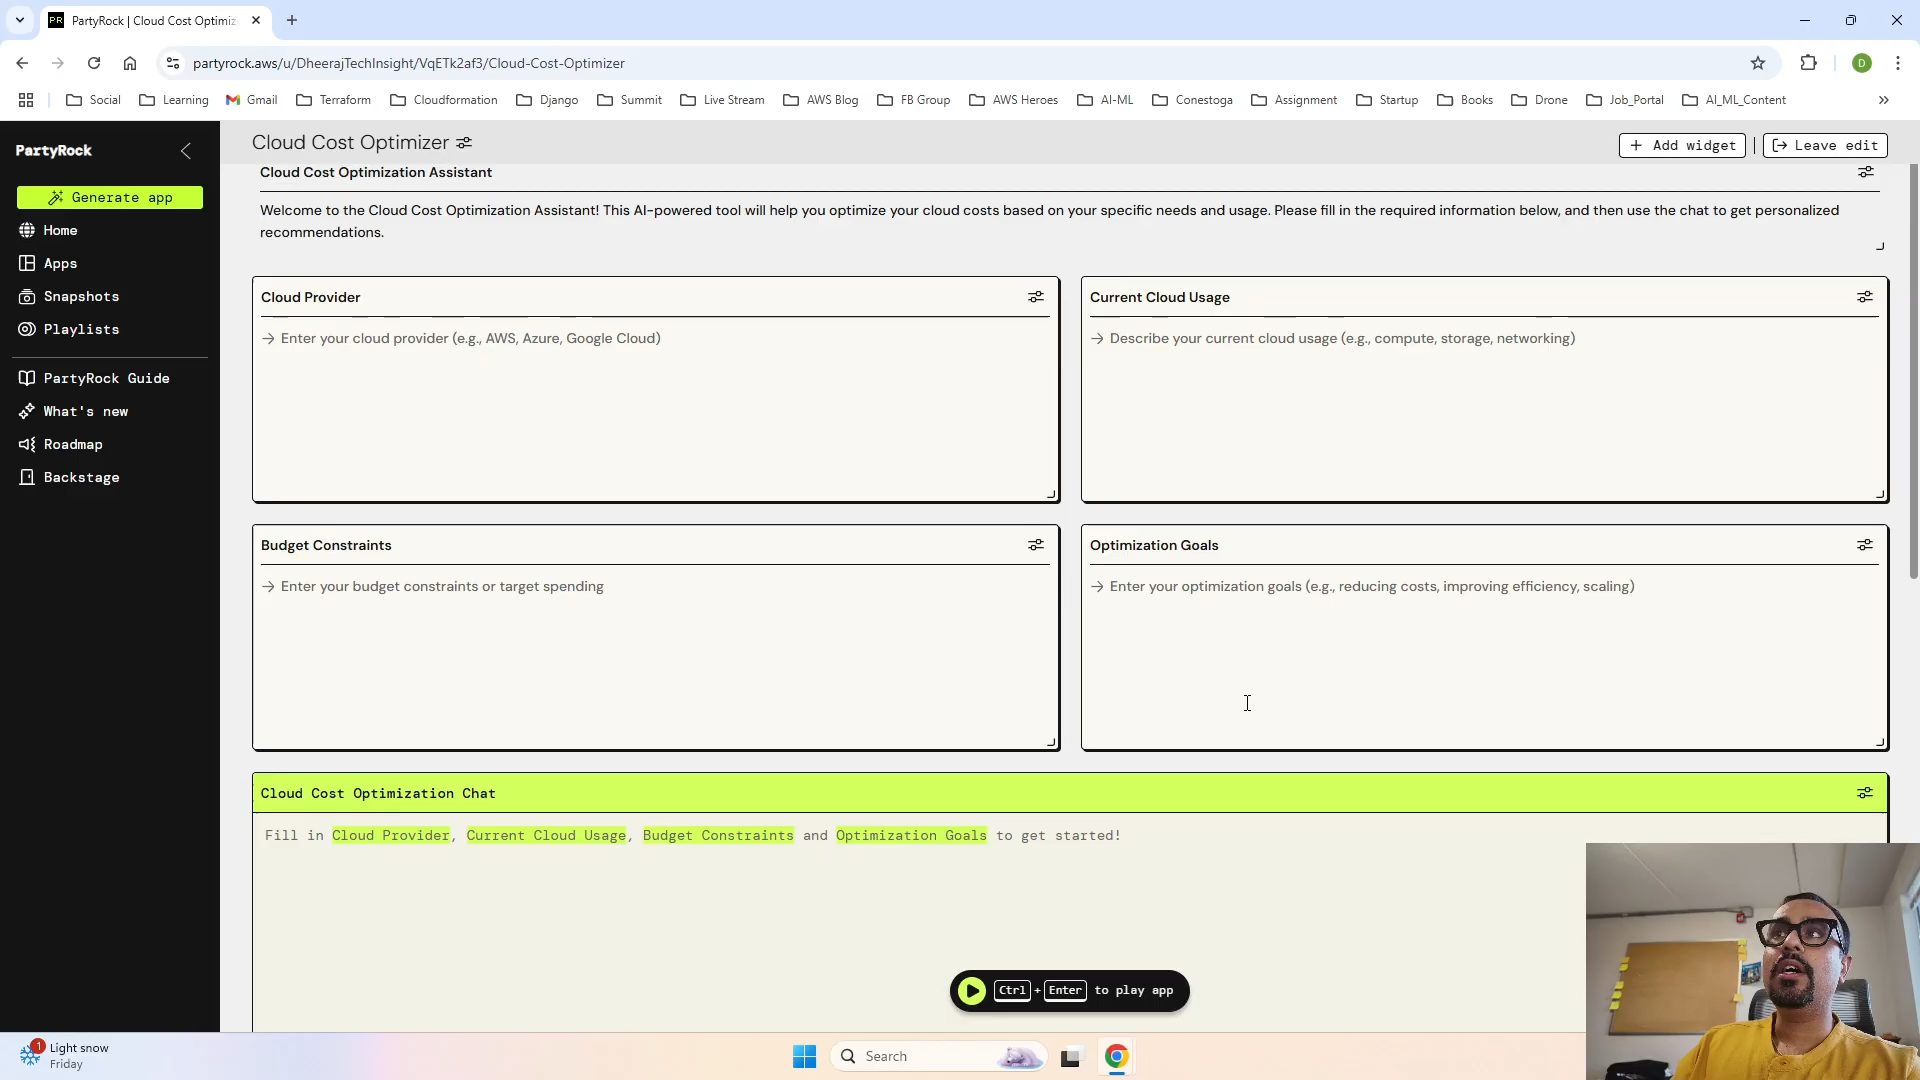 PR PartyRock | Cloud Cost Optimiz
partyrock.aws/u/DheerajTechInsight/VqETk2af3/Cloud-Cost-Optimizer
D
Social Learning Gmail Terraform Cloudformation Django Summit Live Stream AWS Blog FB Group AWS Heroes AI-ML Conestoga Assignment Startup Books Drone Job_Portal AI_ML_Content
PartyRock
Generate app
Home
Apps
Snapshots
Playlists
PartyRock Guide
What's new
Roadmap
Backstage
Cloud Cost Optimizer
+ Add widget
Leave edit
Cloud Cost Optimization Assistant
Welcome to the Cloud Cost Optimization Assistant! This AI-powered tool will help you optimize your cloud costs based on your specific needs and usage. Please fill in the required information below, and then use the chat to get personalized
recommendations.
Cloud Provider
Enter your cloud provider (e.g., AWS, Azure, Google Cloud)
Current Cloud Usage
Describe your current cloud usage (e.g., compute, storage, networking)
Budget Constraints
Enter your budget constraints or target spending
Optimization Goals
Enter your optimization goals (e.g., reducing costs, improving efficiency, scaling)
Cloud Cost Optimization Chat
Fill in Cloud Provider, Current Cloud Usage, Budget Constraints and Optimization Goals to get started!
Ctrl + Enter to play app
1
Light snow
Friday
Search